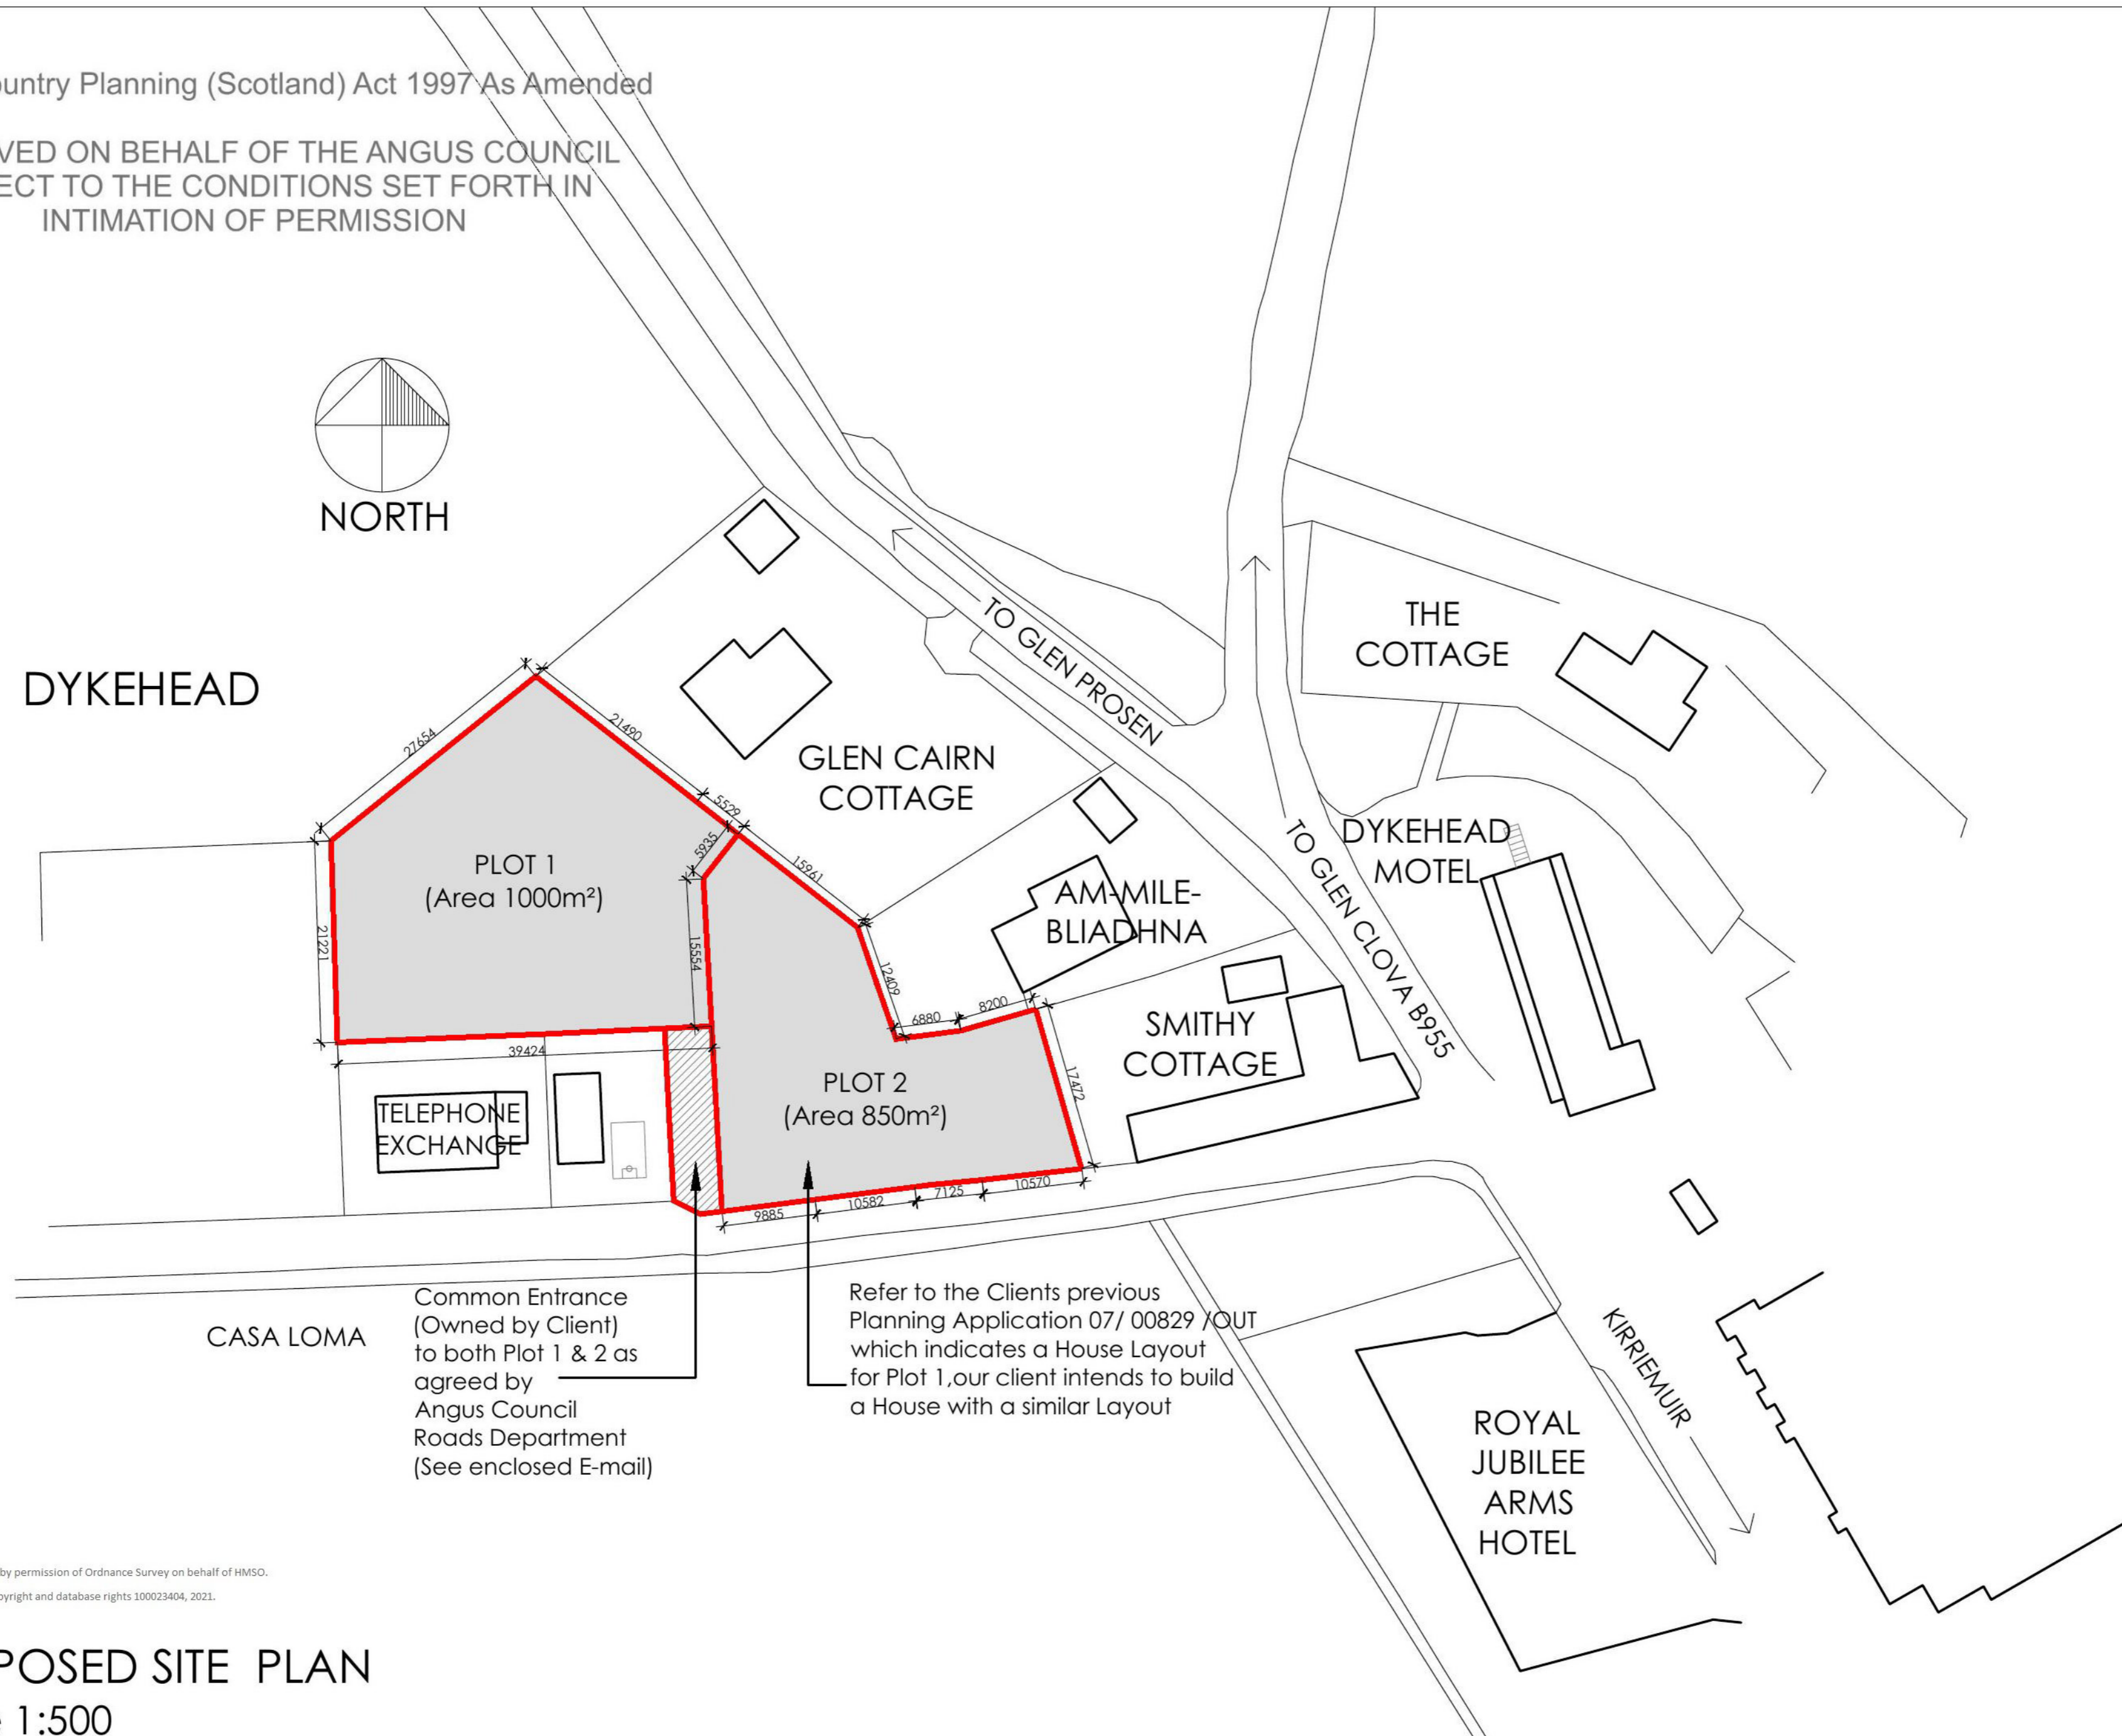 ountry Planning (Scotland) Act 1997 As Amended
VED ON BEHALF OF THE ANGUS COUNCIL
ECT TO THE CONDITIONS SET FORTH IN
INTIMATION OF PERMISSION
NORTH
DYKEHEAD
THE
COTTAGE
TO GLEN PROSEN
GLEN CAIRN
COTTAGE
27654
21490
5529
5935
15961
PLOT 1
(Area 1000m²)
21221
15554
12409
6880
8200
39424
AM-MILE-
BLIADHNA
DYKEHEAD
MOTEL
TO GLEN CLOVA B955
SMITHY
COTTAGE
17472
PLOT 2
(Area 850m²)
TELEPHONE
EXCHANGE
9885
10582
7125
10570
CASA LOMA
Common Entrance
(Owned by Client)
to both Plot 1 & 2 as
agreed by
Angus Council
Roads Department
(See enclosed E-mail)
Refer to the Clients previous
Planning Application 07/ 00829 /OUT
which indicates a House Layout
for Plot 1,our client intends to build
a House with a similar Layout
KIRRIEMUIR
ROYAL
JUBILEE
ARMS
HOTEL
by permission of Ordnance Survey on behalf of HMSO.
pyright and database rights 100023404, 2021.
POSED SITE PLAN
1:500